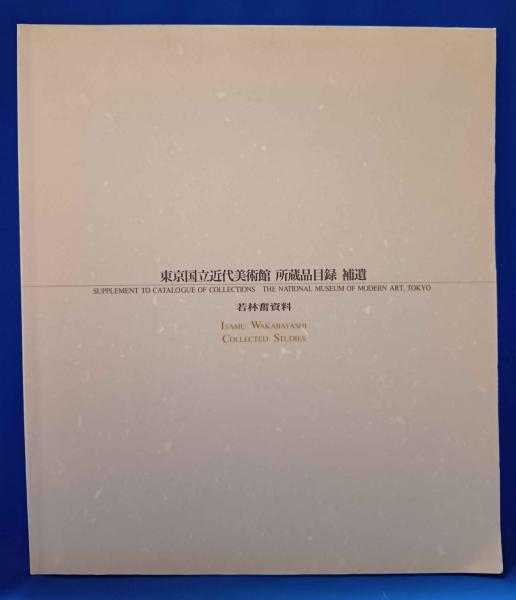 東京国立近代美術館 所蔵品目録 補遺
SUPPLEMENT TO CATALOGUE OF COLLECTIONS THE NATIONAL MUSEUM OF MODERN ART, TOKYO
若林奮資料
ISAMU WAKABAYASHI
COLLECTED STUDIES